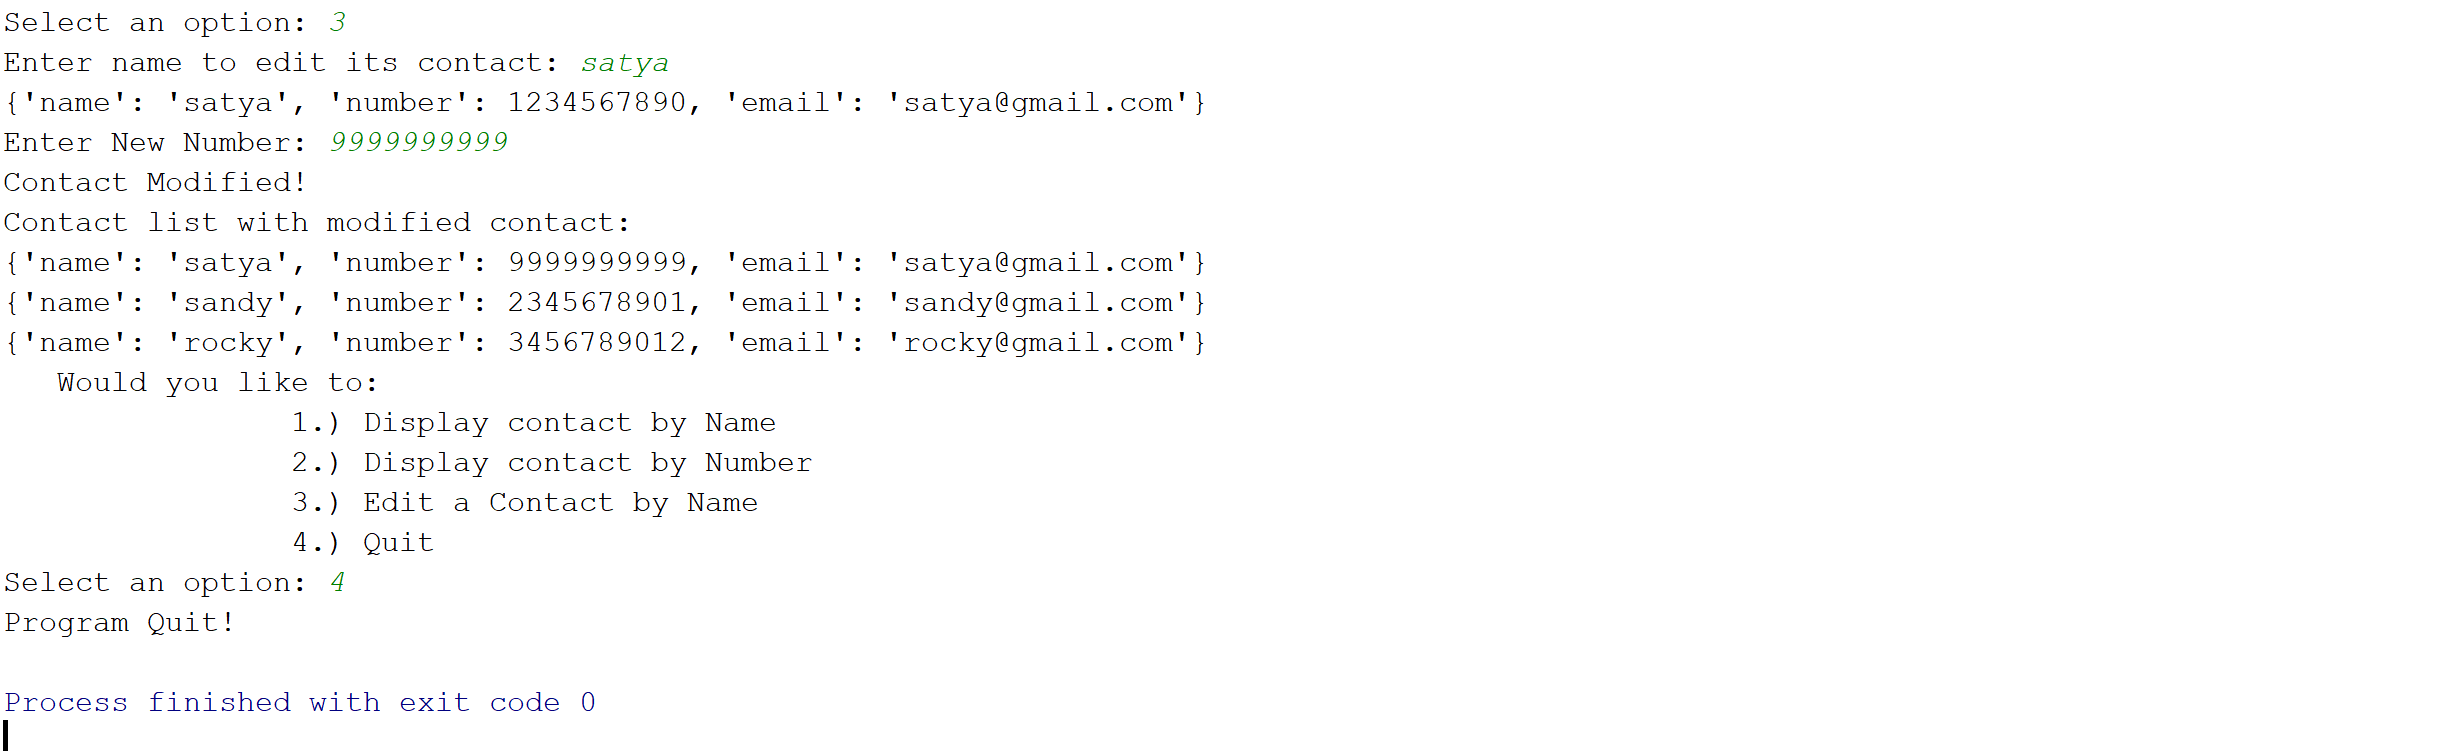 Select an option: 3
Enter name to edit its contact: satya
{'name': 'satya', 'number': 1234567890, 'email': 'satya@gmail.com'}
Enter New Number: 9999999999
Contact Modified!
Contact list with modified contact:
{'name': 'satya', 'number': 9999999999, 'email': 'satya@gmail.com'}
{'name': 'sandy', 'number': 2345678901, 'email': 'sandy@gmail.com'}
{'name': 'rocky', 'number': 3456789012, 'email': 'rocky@gmail.com'}
   Would you like to:
                1.) Display contact by Name
                2.) Display contact by Number
                3.) Edit a Contact by Name
                4.) Quit
Select an option: 4
Program Quit!

Process finished with exit code 0